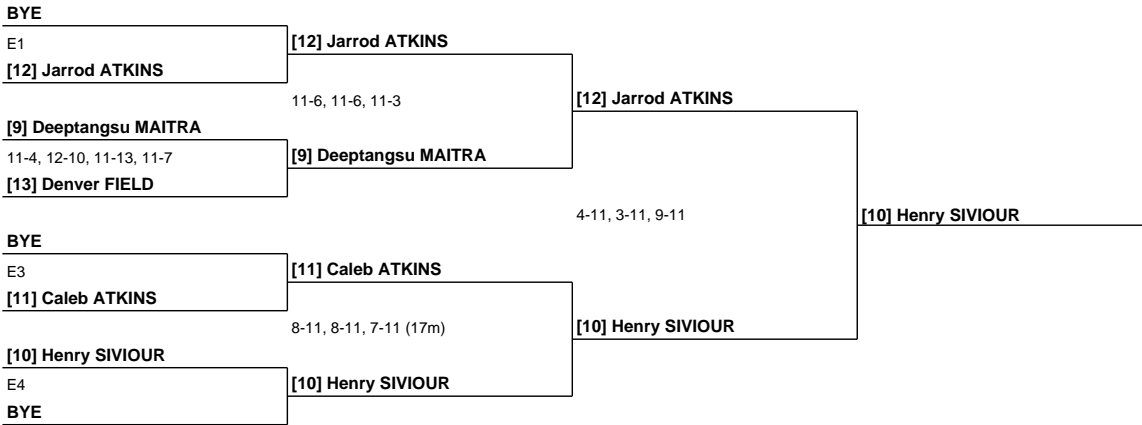 BYE
E1
[12] Jarrod ATKINS
[12] Jarrod ATKINS
11-6, 11-6, 11-3
[12] Jarrod ATKINS
[9] Deeptangsu MAITRA
11-4, 12-10, 11-13, 11-7
[9] Deeptangsu MAITRA
[13] Denver FIELD
4-11, 3-11, 9-11
[10] Henry SIVIOUR
BYE
E3
[11] Caleb ATKINS
[11] Caleb ATKINS
8-11, 8-11, 7-11 (17m)
[10] Henry SIVIOUR
[10] Henry SIVIOUR
E4
[10] Henry SIVIOUR
BYE